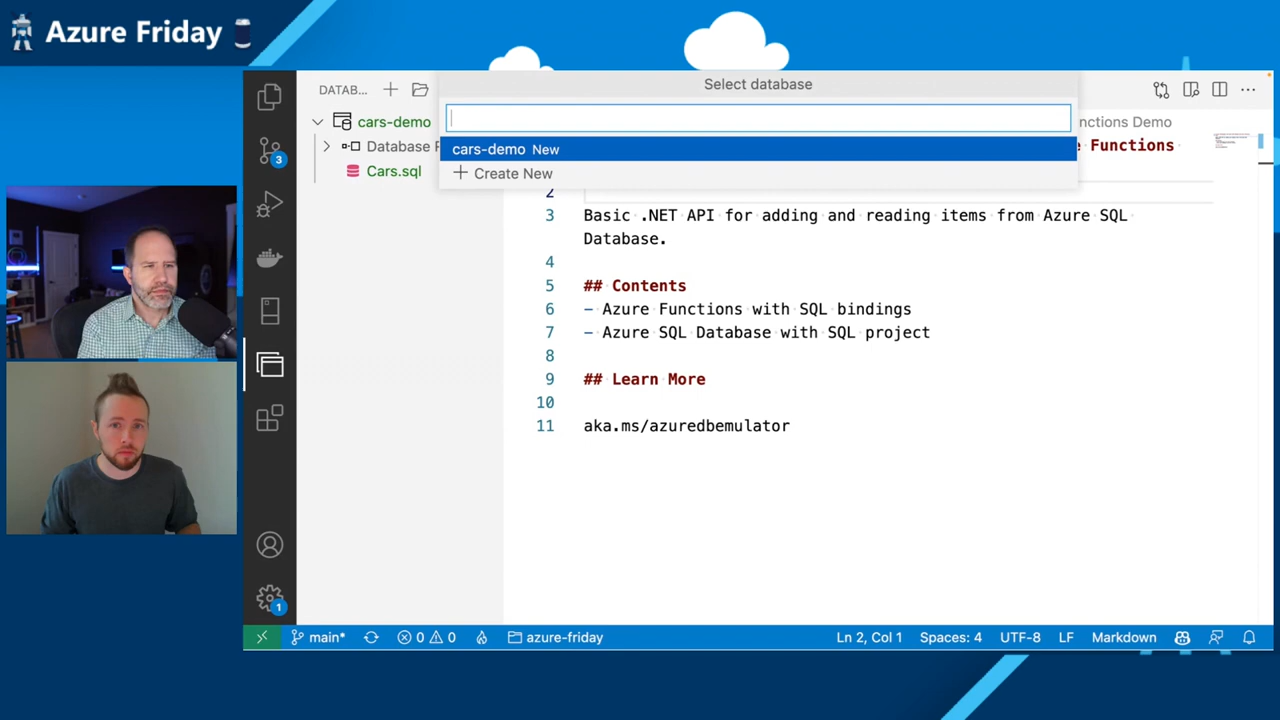 Azure Friday
DATAB...
Select database
cars-demo
cars-demo New
nctions Demo
Database
Create New
Functions
Cars.sql
2
3 Basic .NET API for adding and reading items from Azure SQL
Database.
4
5 ## Contents
6 - Azure Functions with SQL bindings
7 - Azure SQL Database with SQL project
8
9 ## Learn More
10
11 aka.ms/azuredbemulator
3
1
main* 0 0 azure-friday Ln 2, Col 1 Spaces: 4 UTF-8 LF Markdown